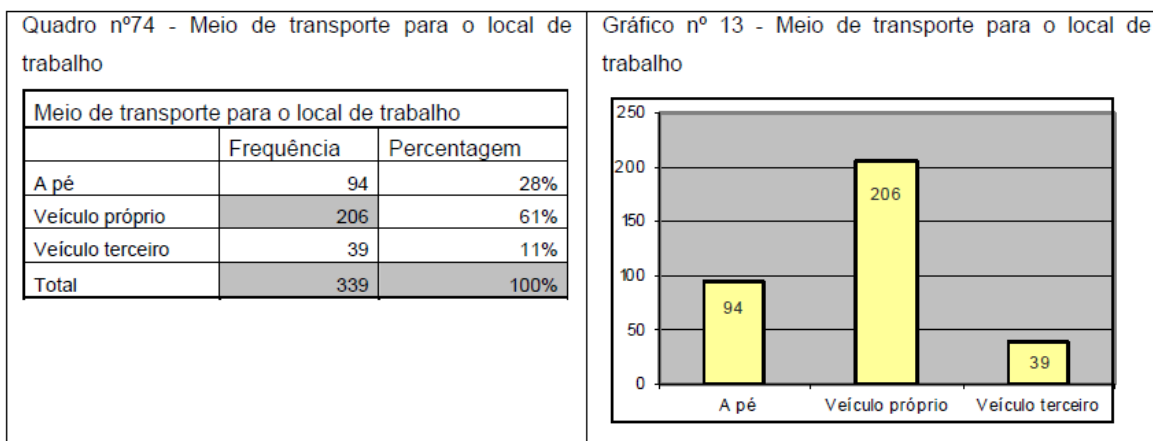 Quadro nº74 - Meio de transporte para o local de
trabalho
Meio de transporte para o local de trabalho
Frequência Percentagem
A pé 94 28%
Veículo próprio 206 61%
Veículo terceiro 39 11%
Total 339 100%
Gráfico nº 13 - Meio de transporte para o local de
trabalho
250
200
150
100
50
0
94
206
39
A pé Veículo próprio Veículo terceiro